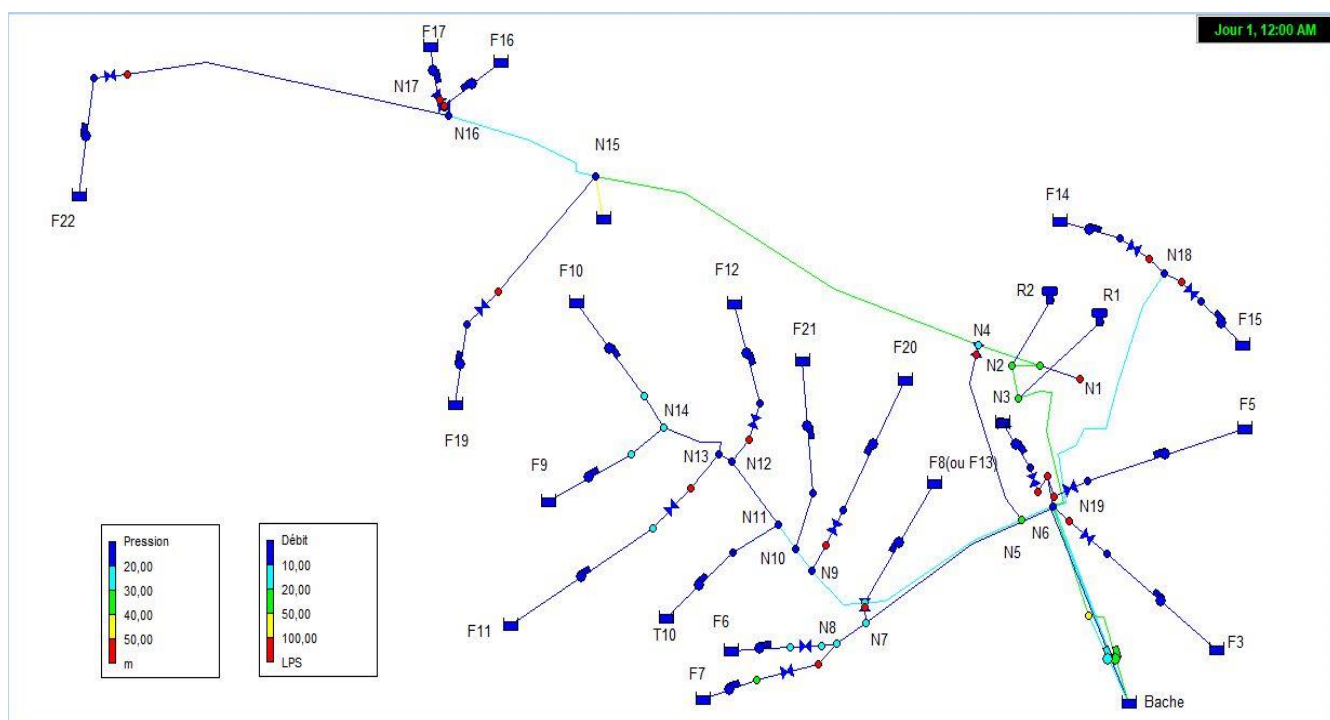 Jour 1, 12:00 AM
F17
F16
N17
N16
N15
F22
F14
N18
F10
F12
R2
R1
F21
N4
F15
F20
N2
N1
N3
F19
N14
F5
F9
N13
N12
F8(ou F13)
N19
N11
N6
N5
N10
N9
F11
T10
F6
N8
N7
F3
F7
Bache
Pression
20,00
30,00
40,00
50,00
m
Débit
10,00
20,00
50,00
100,00
LPS